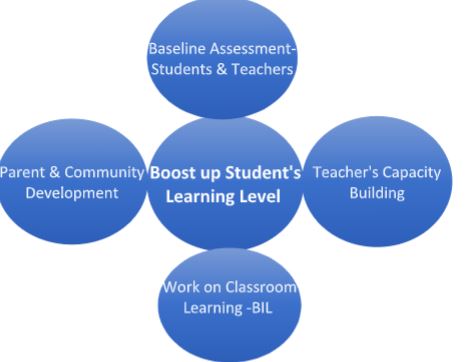 Baseline Assessment-
Students & Teachers
Parent & Community
Development
Boost up Student's
Learning Level
Teacher's Capacity
Building
Work on Classroom
Learning -BIL